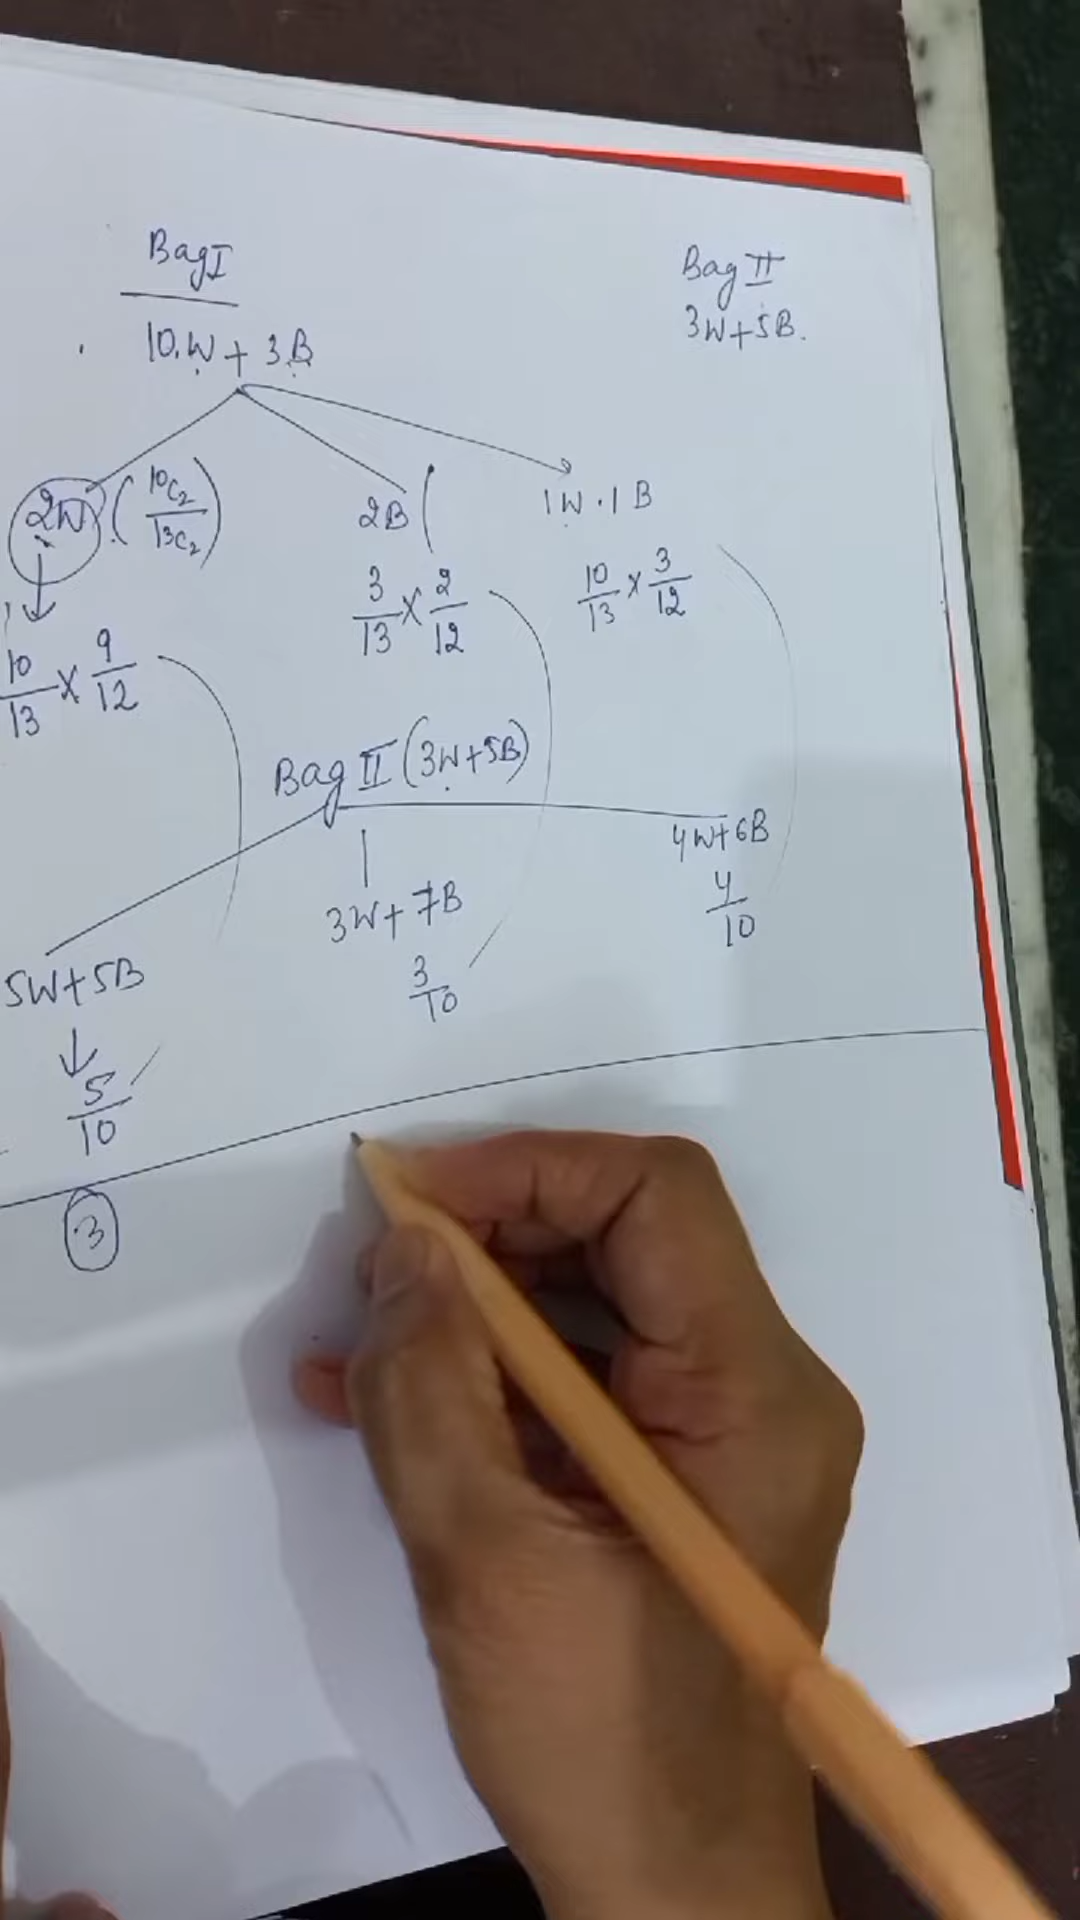 Bag I
10.W + 3B
Bag II
3W+5B.
2W (10C2/13C2)
2B (
1W . 1B
10/13 x 9/12
3/13 x 2/12
10/13 x 3/12
Bag II (3W+5B)
5W+5B
5/10
3W+7B
3/10
4W+6B
4/10
3